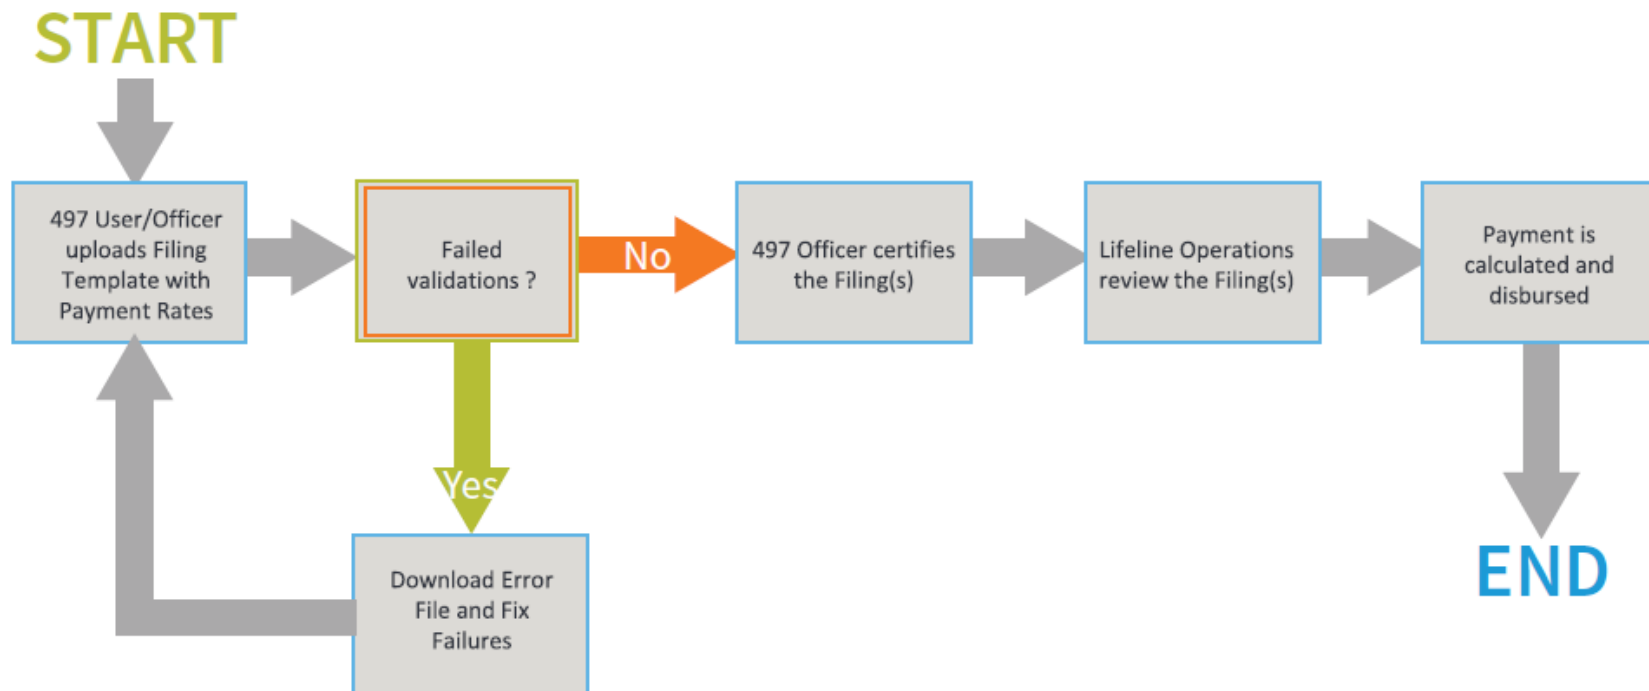 START
497 User/Officer
uploads Filing
Template with
Payment Rates
Failed
validations ?
No
497 Officer certifies
the Filing(s)
Lifeline Operations
review the Filing(s)
Payment is
calculated and
disbursed
Yes
Download Error
File and Fix
Failures
END